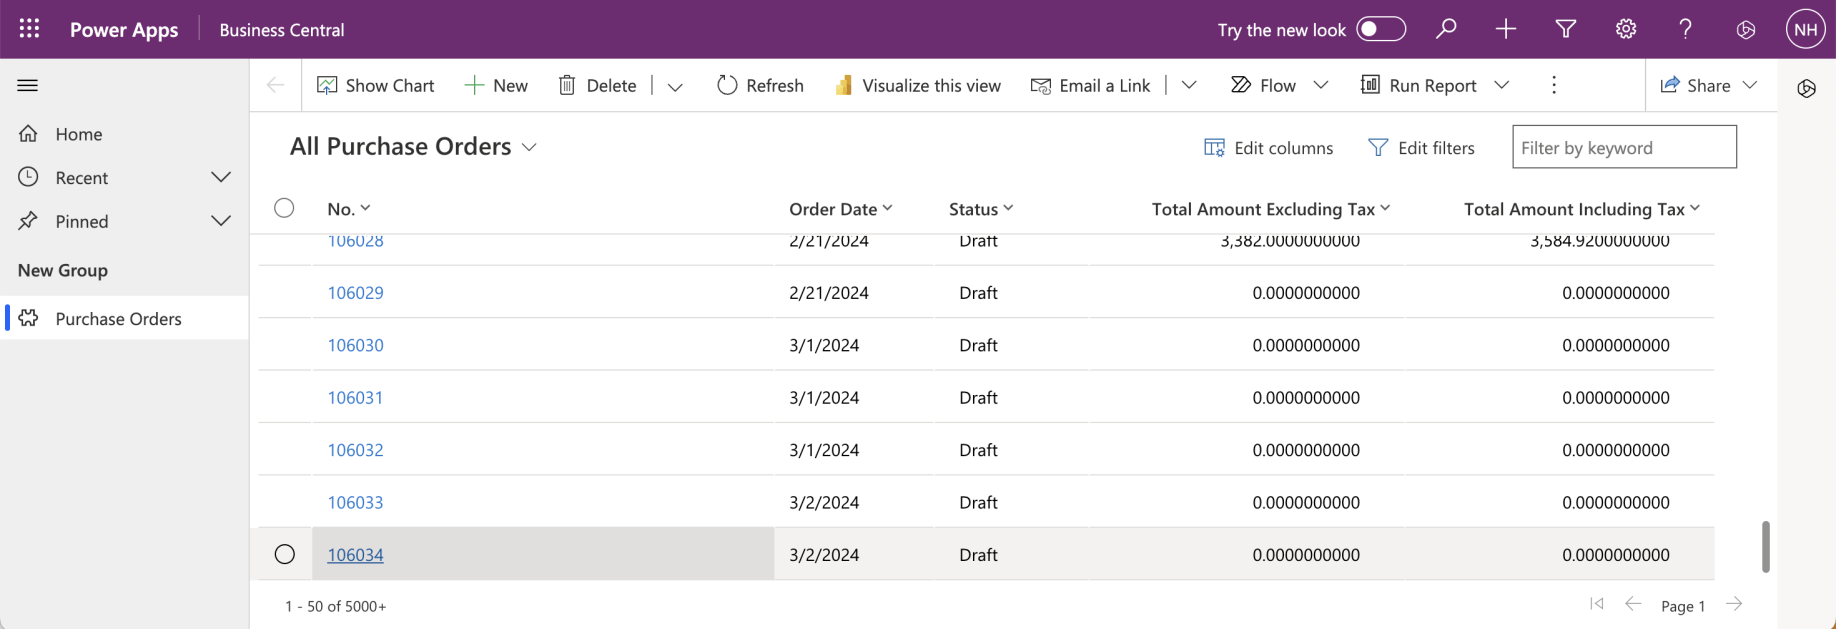 Power Apps Business Central Try the new look NH
Show Chart New Delete Refresh Visualize this view Email a Link Flow Run Report Share
Home
Recent
Pinned
New Group
Purchase Orders
All Purchase Orders Edit columns Edit filters Filter by keyword
No. Order Date Status Total Amount Excluding Tax Total Amount Including Tax
106028 2/21/2024 Draft 3,382.0000000000 3,584.9200000000
106029 2/21/2024 Draft 0.0000000000 0.0000000000
106030 3/1/2024 Draft 0.0000000000 0.0000000000
106031 3/1/2024 Draft 0.0000000000 0.0000000000
106032 3/1/2024 Draft 0.0000000000 0.0000000000
106033 3/2/2024 Draft 0.0000000000 0.0000000000
106034 3/2/2024 Draft 0.0000000000 0.0000000000
1 - 50 of 5000+ Page 1